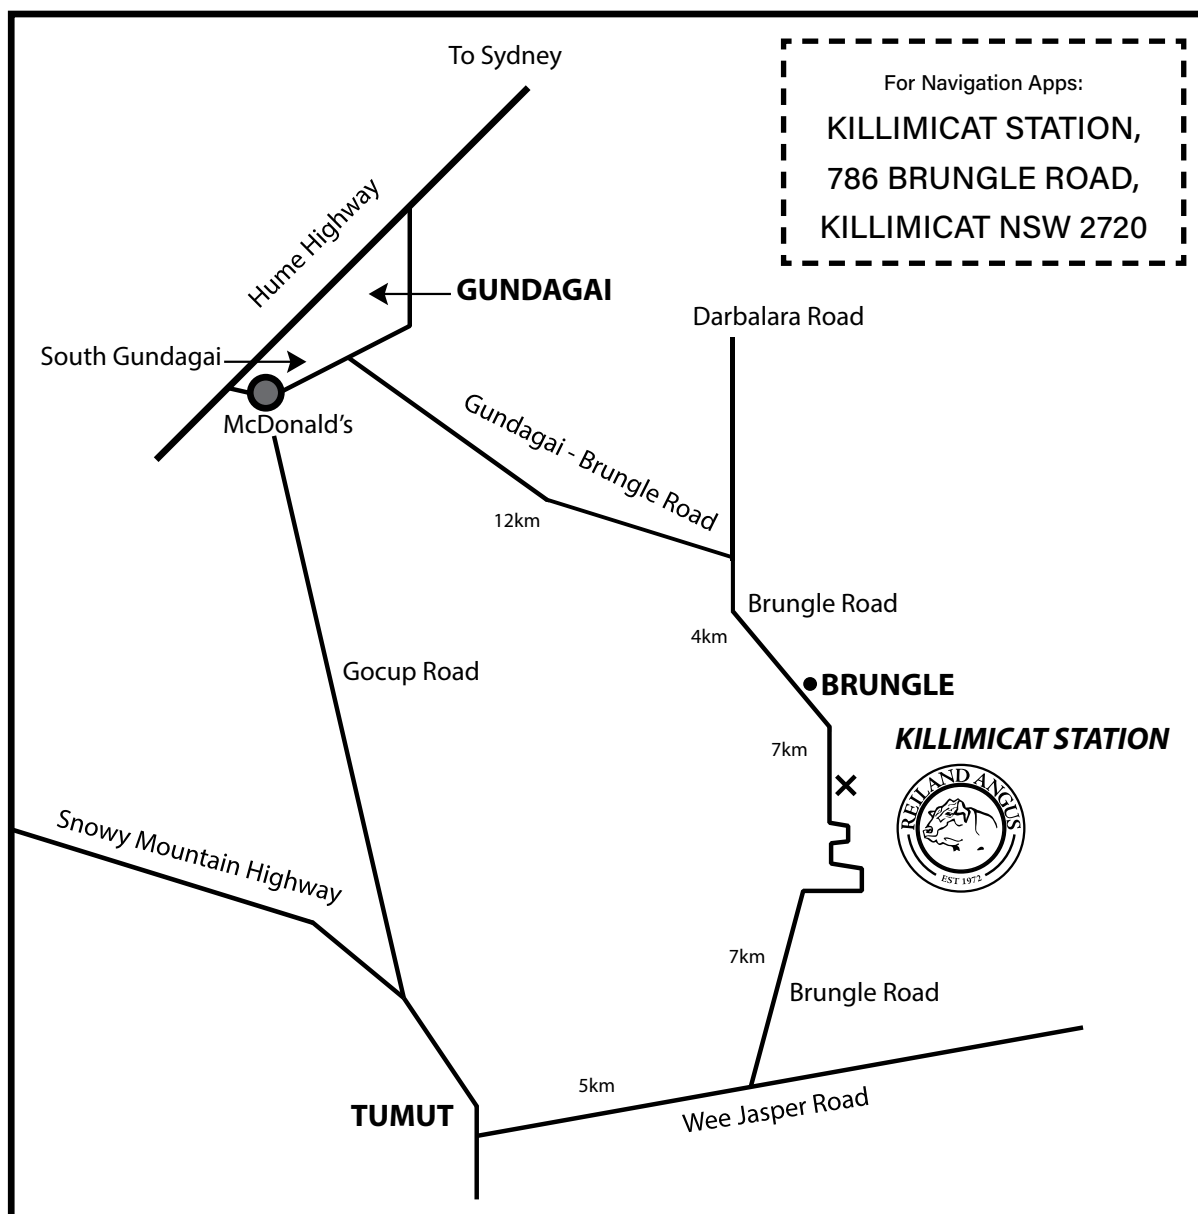 To Sydney
For Navigation Apps:
KILLIMICAT STATION,
786 BRUNGLE ROAD,
KILLIMICAT NSW 2720
Hume Highway
GUNDAGAI
Darbalara Road
South Gundagai
McDonald’s
Gundagai - Brungle Road
12km
Brungle Road
4km
Gocup Road
BRUNGLE
KILLIMICAT STATION
7km
REILAND ANGUS
EST 1972
Snowy Mountain Highway
7km
Brungle Road
5km
Wee Jasper Road
TUMUT